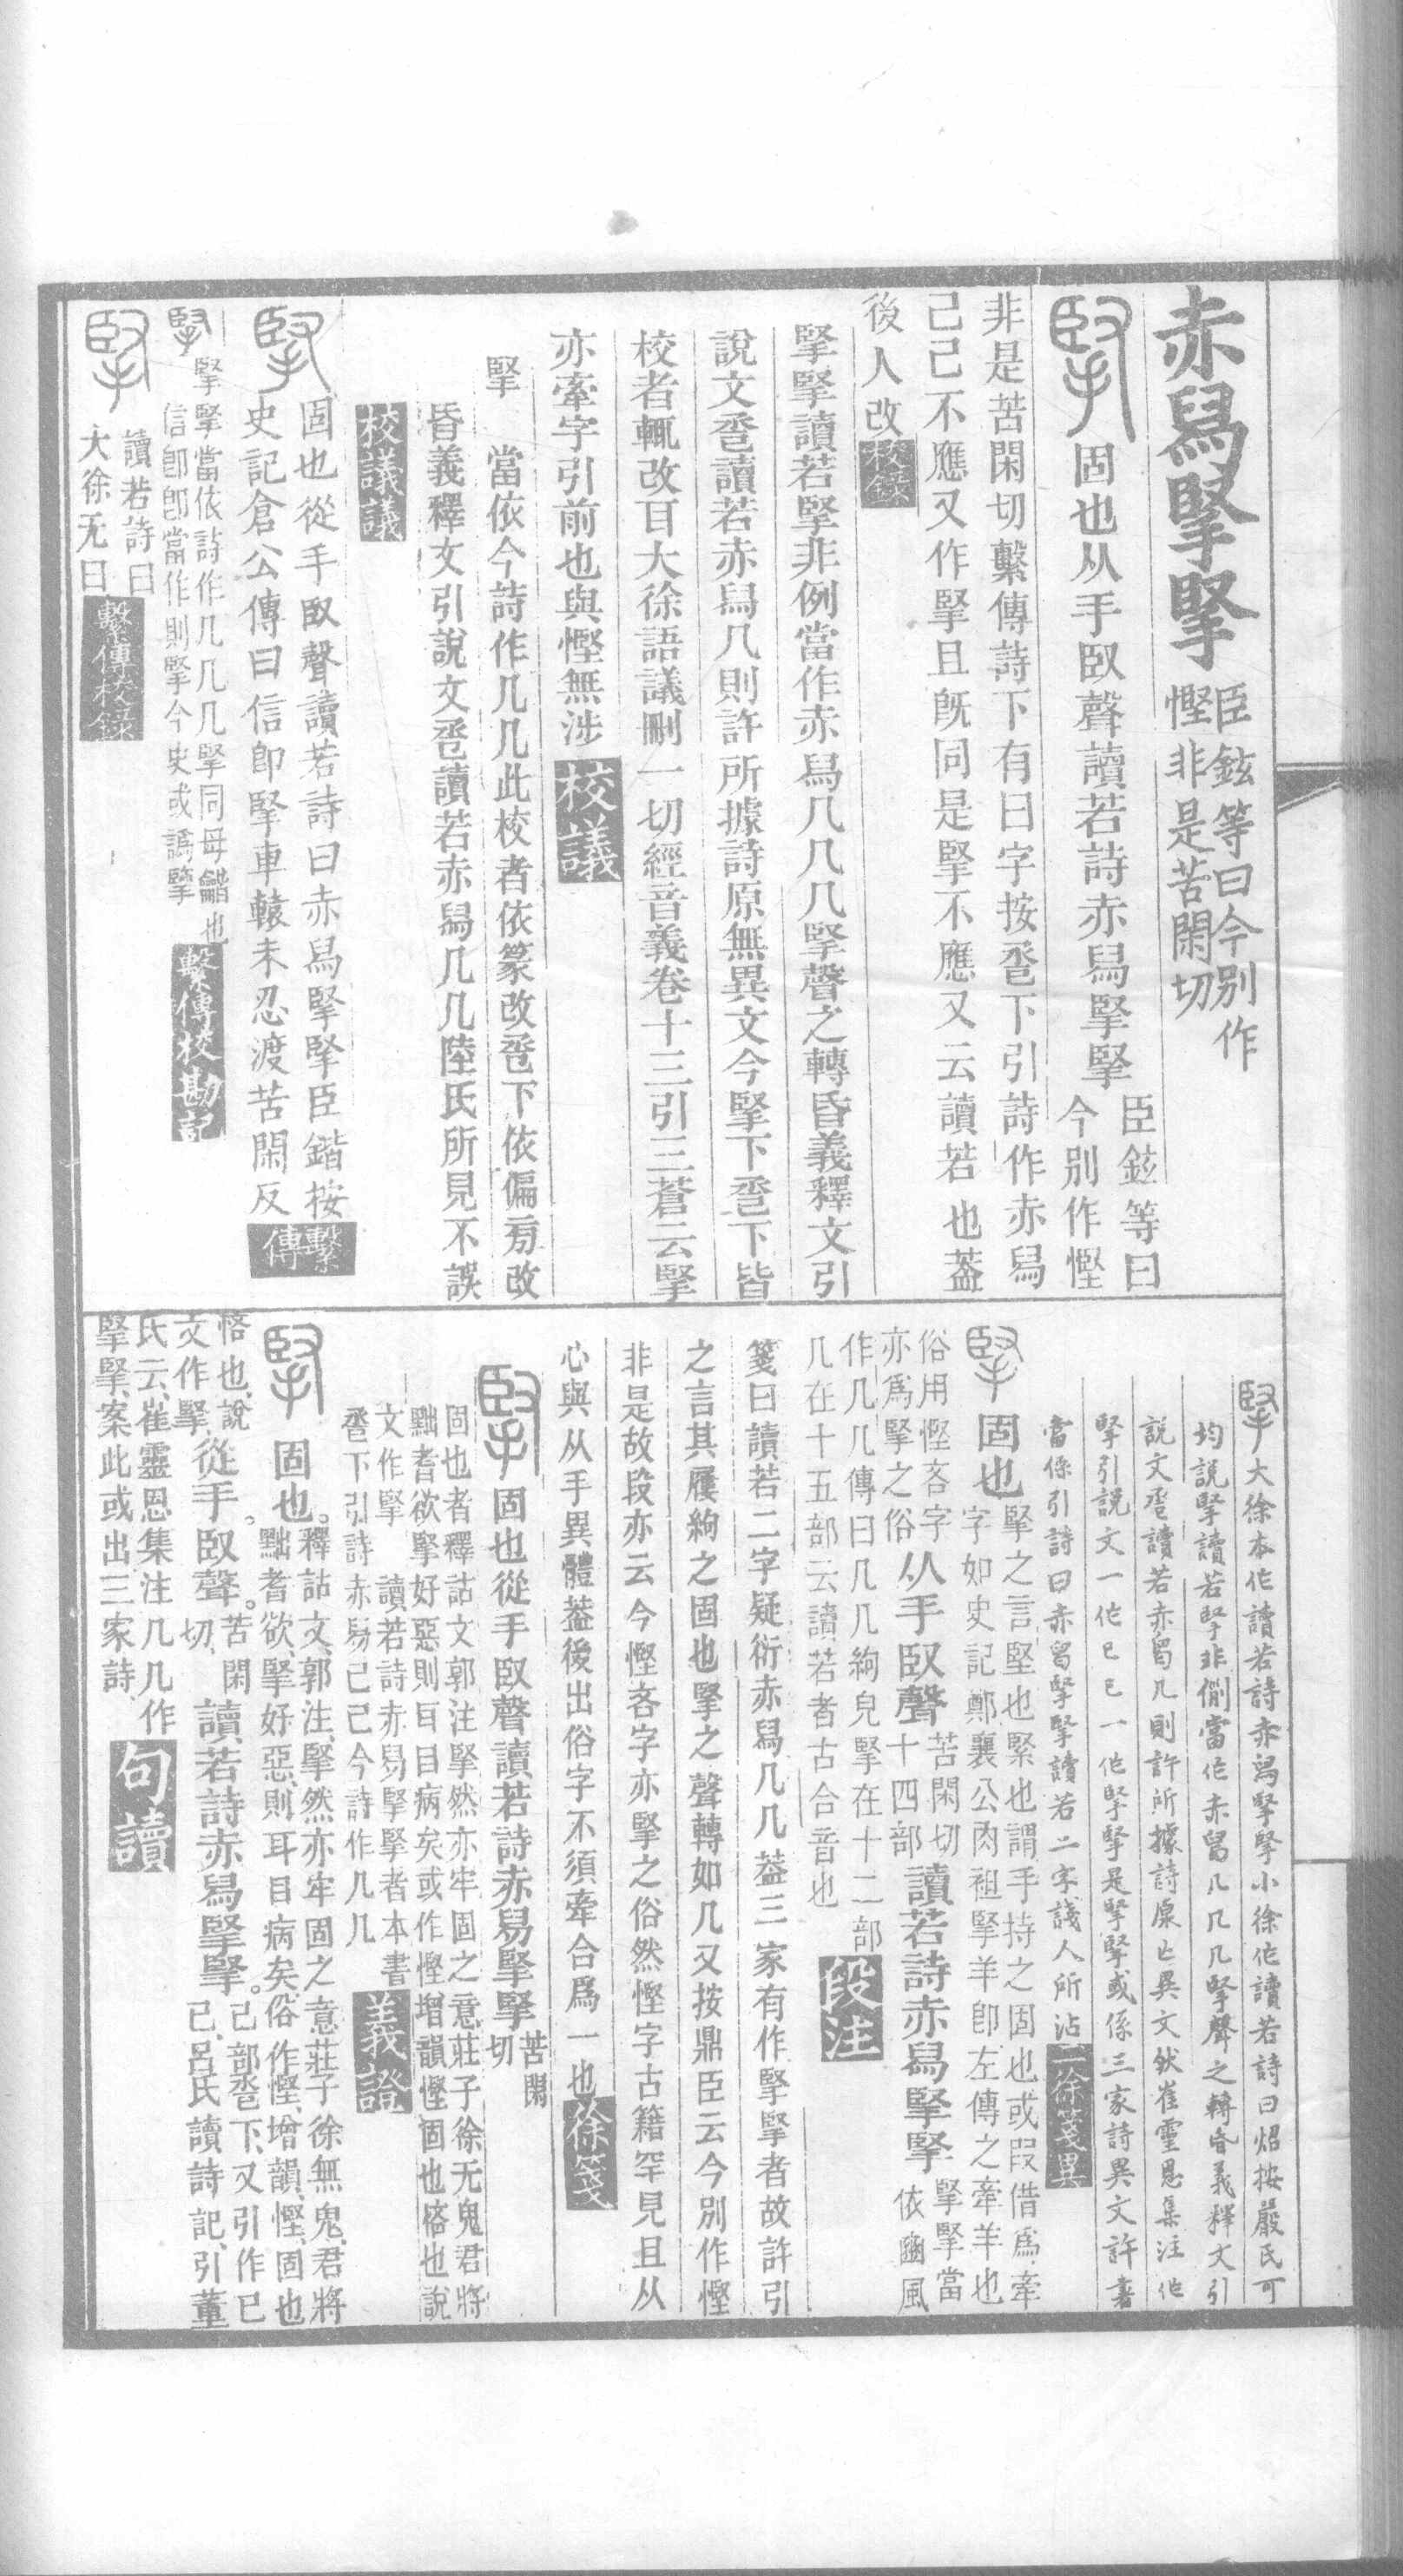 赤舄掔掔臣鉉等曰今别作
慳非是苦閑切
掔固也从手臤聲讀若詩赤舄掔掔臣鉉等曰
今别作慳
非是苦閑切繫傳詩下有曰字按巹下引詩作赤舄
己己不應又作掔且旣同是掔不應又云讀若也葢
後人改校錄
掔掔讀若掔非例當作赤舄几几几掔聲之轉昏義釋文引
說文巹讀若赤舄几則許所據詩原無異文今掔下巹下皆
校者輒改耳大徐語議刪一切經音義卷十三引三蒼云掔
亦牽字引前也與慳無涉校議
掔 當依今詩作几几此校者依篆改巹下依偏旁改
昏義釋文引說文巹讀若赤舄几几陸氏所見不誤
校議議
掔固也從手臤聲讀若詩曰赤舄掔掔臣鍇按
史記倉公傳曰信卽掔車轅未忍渡苦閑反繫傳
掔掔掔當依詩作几几几掔同母鍇也
信卽卽當作則掔今史或譌擥繫傳校勘記
掔讀若詩曰
大徐无曰繫傳校錄
掔大徐本作讀若詩赤舄掔掔小徐作讀若詩曰炤按嚴氏可
均說掔讀若掔非例當作赤舄几几几掔聲之轉昏義釋文引
說文巹讀若赤舄几則許所據詩原亡異文然崔靈恩集注作
掔引説文一作巳巳一作掔掔是掔掔或係三家詩異文許書
當係引詩曰赤舄掔掔讀若二字諓人所沾二徐箋異
掔固也掔之言堅也緊也謂手持之固也或叚借爲牽
字如史記鄭襄公肉袒掔羊卽左傳之牽羊也
俗用慳吝字
亦爲掔之俗从手臤聲苦閑切
十四部讀若詩赤舄掔掔掔掔當
依豳風
作几几傳曰几几絇皃掔在十二部
几在十五部云讀若者古合音也段注
箋曰讀若二字疑衍赤舄几几葢三家有作掔掔者故許引
之言其屨絇之固也掔之聲轉如几又按鼎臣云今別作慳
非是故段亦云今慳吝字亦掔之俗然慳字古籍罕見且从
心與从手異體葢後出俗字不須牽合爲一也徐箋
掔固也從手臤聲讀若詩赤舄掔掔苦閑
切
固也者釋詁文郭注掔然亦牢固之意莊子徐无鬼君將
黜耆欲掔好惡則耳目病矣或作慳增韻慳固也悋也說
文作掔 讀若詩赤舄掔掔者本書
巹下引詩赤舄己己今詩作几几義證
掔固也。釋詁文、郭注、掔然亦牢固之意莊子徐無鬼、君將
黜耆欲、掔好惡、則耳目病矣、俗作慳、增韻、慳、固也
悋也、說
文作掔、從手。臤聲。苦閑
切、讀若詩赤舄掔掔。己部巹下、又引作己
己、呂氏讀詩記、引董
氏云、崔靈恩集注几几作
掔掔、案此或出三家詩句讀